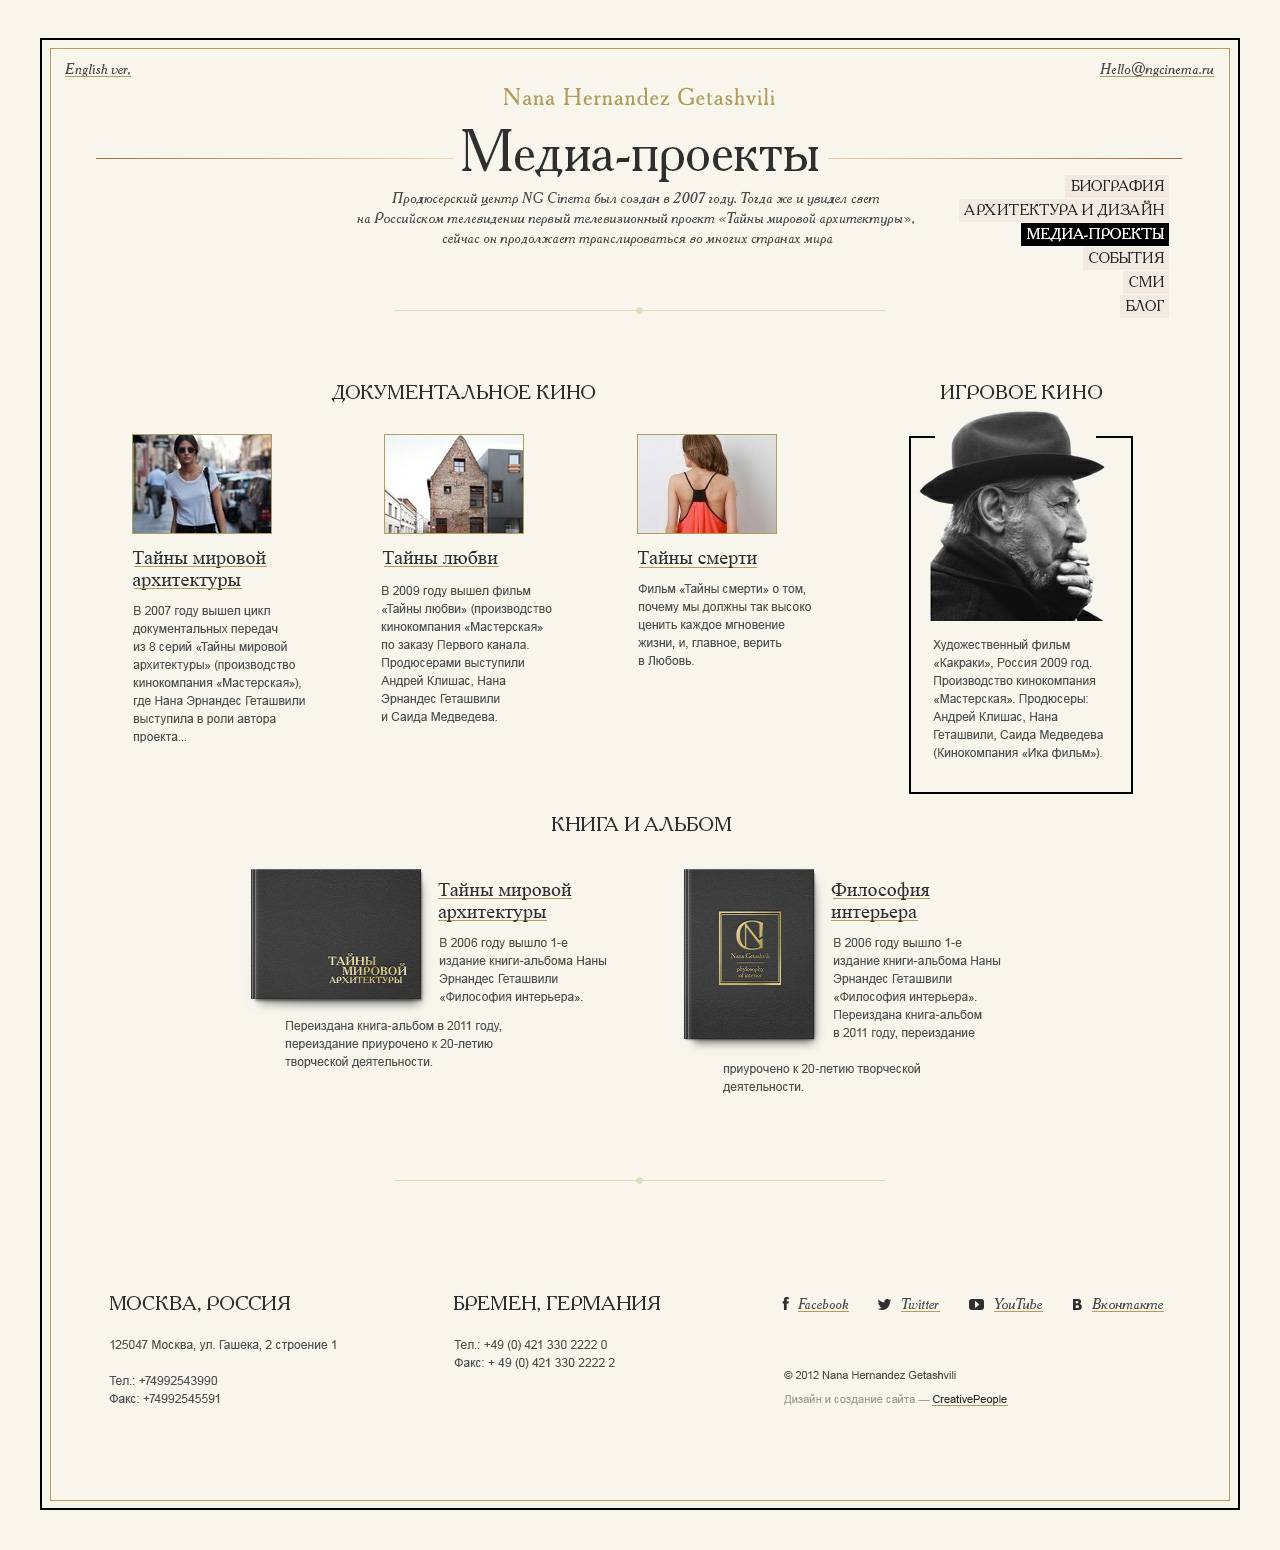 English ver,
Hello@ngcinema.ru
Nana Hernandez Getashvili
Медиа-проекты
Продюсерский центр NG Cinema был создан в 2007 году. Тогда же и увидел свет
на Российском телевидении первый телевизионный проект «Тайны мировой архитектуры»,
сейчас он продолжает транслироваться во многих странах мира
БИОГРАФИЯ
АРХИТЕКТУРА И ДИЗАЙН
МЕДИА-ПРОЕКТЫ
СОБЫТИЯ
СМИ
БЛОГ
ДОКУМЕНТАЛЬНОЕ КИНО
Тайны мировой
архитектуры
В 2007 году вышел цикл
документальных передач
из 8 серий «Тайны мировой
архитектуры» (производство
кинокомпания «Мастерская»),
где Нана Эрнандес Геташвили
выступила в роли автора
проекта...
Тайны любви
В 2009 году вышел фильм
«Тайны любви» (производство
кинокомпания «Мастерская»
по заказу Первого канала.
Продюсерами выступили
Андрей Клишас, Нана
Эрнандес Геташвили
и Саида Медведева.
Тайны смерти
Фильм «Тайны смерти» о том,
почему мы должны так высоко
ценить каждое мгновение
жизни, и, главное, верить
в Любовь.
ИГРОВОЕ КИНО
Художественный фильм
«Какраки», Россия 2009 год.
Производство кинокомпания
«Мастерская». Продюсеры:
Андрей Клишас, Нана
Геташвили, Саида Медведева
(Кинокомпания «Ика фильм»).
КНИГА И АЛЬБОМ
ТАЙНЫ
МИРОВОЙ
АРХИТЕКТУРЫ
Тайны мировой
архитектуры
В 2006 году вышло 1-е
издание книги-альбома Наны
Эрнандес Геташвили
«Философия интерьера».
Переиздана книга-альбом в 2011 году,
переиздание приурочено к 20-летию
творческой деятельности.
Nana Getashvili
philosophy
of interior
Философия
интерьера
В 2006 году вышло 1-е
издание книги-альбома Наны
Эрнандес Геташвили
«Философия интерьера».
Переиздана книга-альбом
в 2011 году, переиздание
приурочено к 20-летию творческой
деятельности.
МОСКВА, РОССИЯ
125047 Москва, ул. Гашека, 2 строение 1
Тел.: +74992543990
Факс: +74992545591
БРЕМЕН, ГЕРМАНИЯ
Тел.: +49 (0) 421 330 2222 0
Факс: + 49 (0) 421 330 2222 2
Facebook
Twitter
YouTube
Вконтакте
© 2012 Nana Hernandez Getashvili
Дизайн и создание сайта — CreativePeople